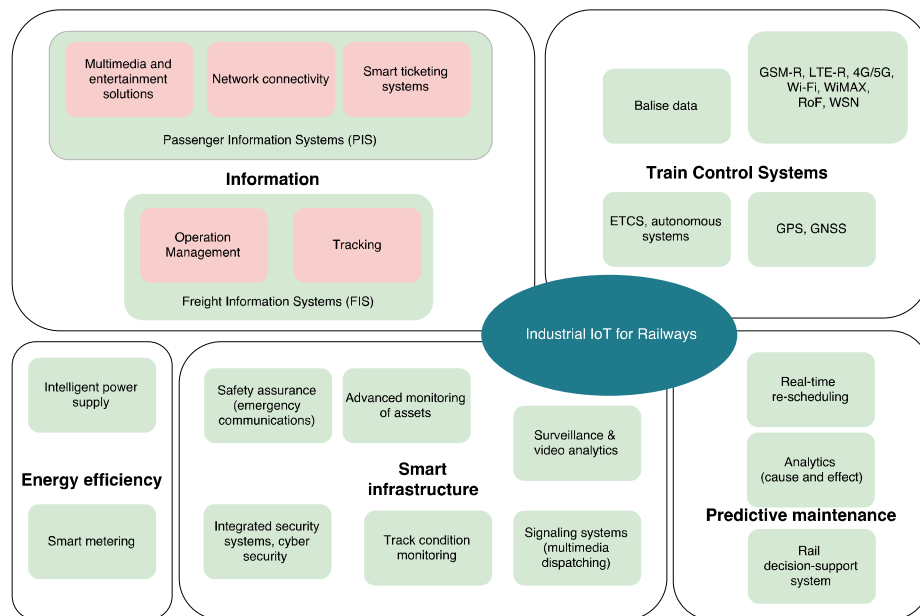 Multimedia and
entertainment
solutions
Network connectivity
Smart ticketing
systems
Passenger Information Systems (PIS)
Information
Operation
Management
Tracking
Freight Information Systems (FIS)
Balise data
GSM-R, LTE-R, 4G/5G,
Wi-Fi, WiMAX,
RoF, WSN
Train Control Systems
ETCS, autonomous
systems
GPS, GNSS
Industrial IoT for Railways
Intelligent power
supply
Energy efficiency
Smart metering
Safety assurance
(emergency
communications)
Advanced monitoring
of assets
Surveillance &
video analytics
Smart
infrastructure
Integrated security
systems, cyber
security
Track condition
monitoring
Signaling systems
(multimedia
dispatching)
Real-time
re-scheduling
Analytics
(cause and effect)
Predictive maintenance
Rail
decision-support
system